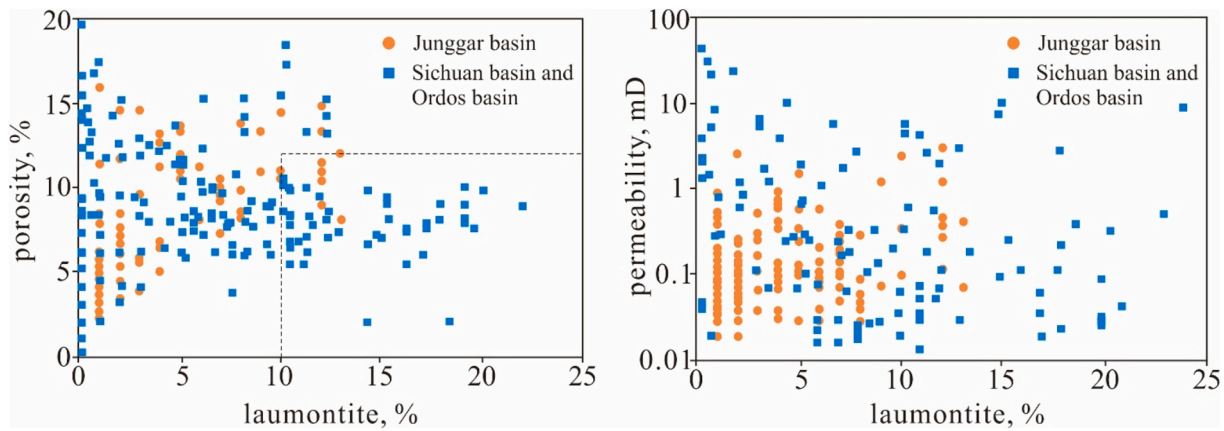 20
15
10
5
0
porosity, %
Junggar basin
Sichuan basin and
Ordos basin
0
5
10
15
20
25
laumontite, %
100
10
1
0.1
0.01
permeability, mD
Junggar basin
Sichuan basin and
Ordos basin
0
5
10
15
20
25
laumontite, %